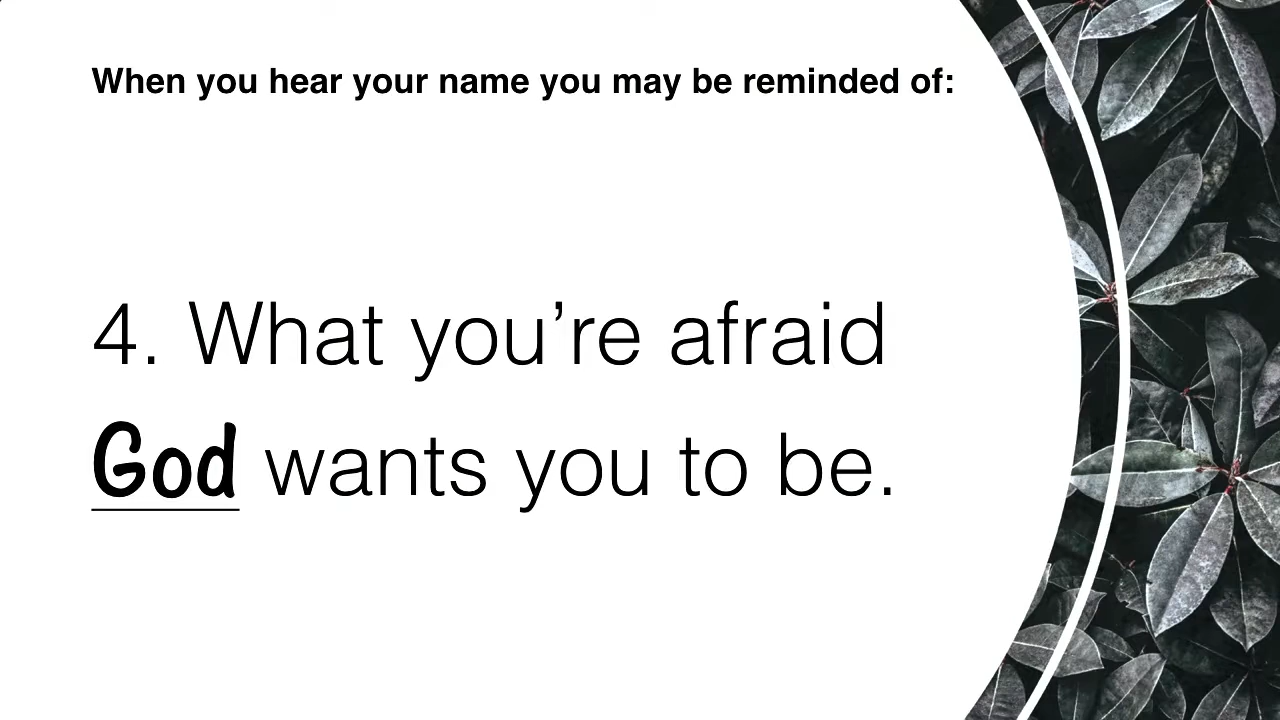 When you hear your name you may be reminded of:
4. What you’re afraid
God wants you to be.